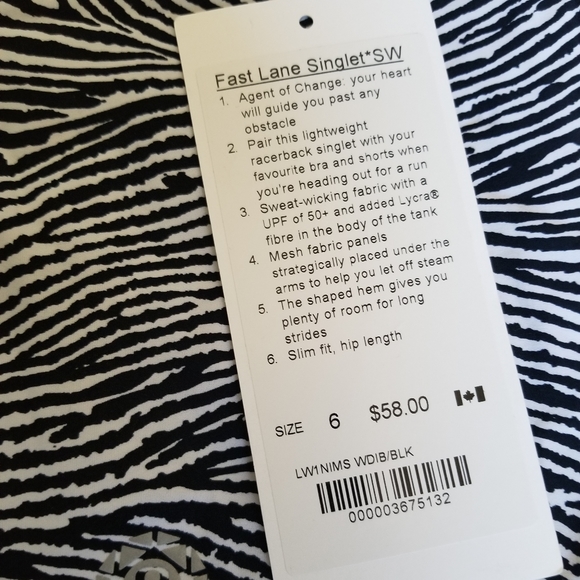 Fast Lane Singlet*SW
1. Agent of Change: your heart
will guide you past any
obstacle
2. Pair this lightweight
racerback singlet with your
favourite bra and shorts when
you're heading out for a run
3. Sweat-wicking fabric with a
UPF of 50+ and added Lycra®
fibre in the body of the tank
4. Mesh fabric panels
strategically placed under the
arms to help you let off steam
5. The shaped hem gives you
plenty of room for long
strides
6. Slim fit, hip length
SIZE 6 $58.00
LW1NIMS WDIB/BLK
000003675132